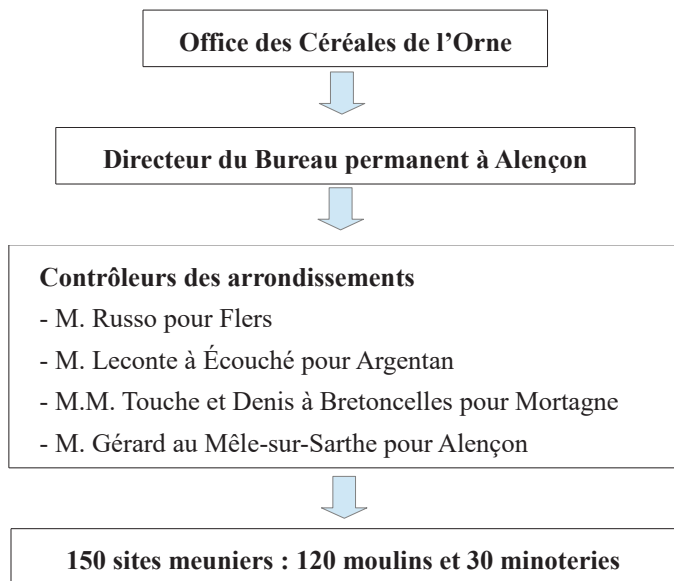 Office des Céréales de l’Orne
Directeur du Bureau permanent à Alençon
Contrôleurs des arrondissements
- M. Russo pour Flers
- M. Leconte à Écouché pour Argentan
- M.M. Touche et Denis à Bretoncelles pour Mortagne
- M. Gérard au Mêle-sur-Sarthe pour Alençon
150 sites meuniers : 120 moulins et 30 minoteries